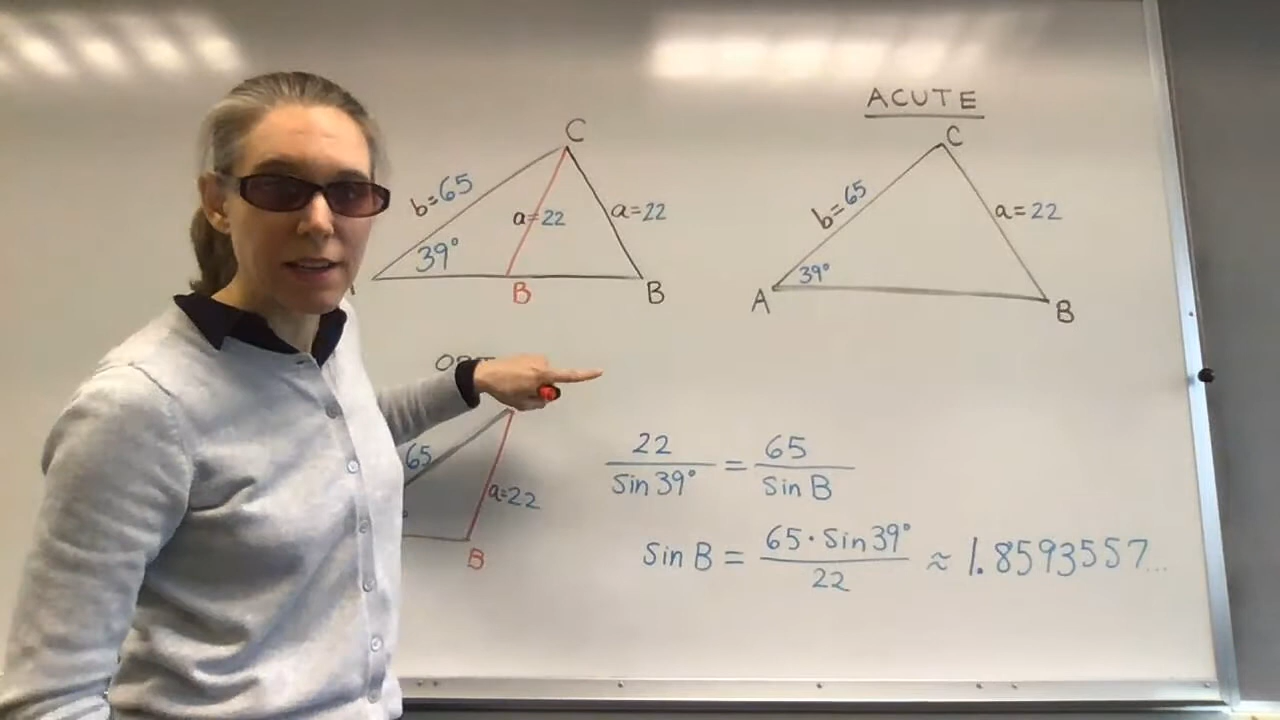 ACUTE
C
b=65
a=22
a=22
39°
B
B
C
b=65
a=22
39°
A
B
65
a=22
B
22/sin 39° = 65/sin B
sin B = 65·sin 39°/22 ≈ 1.8593557...